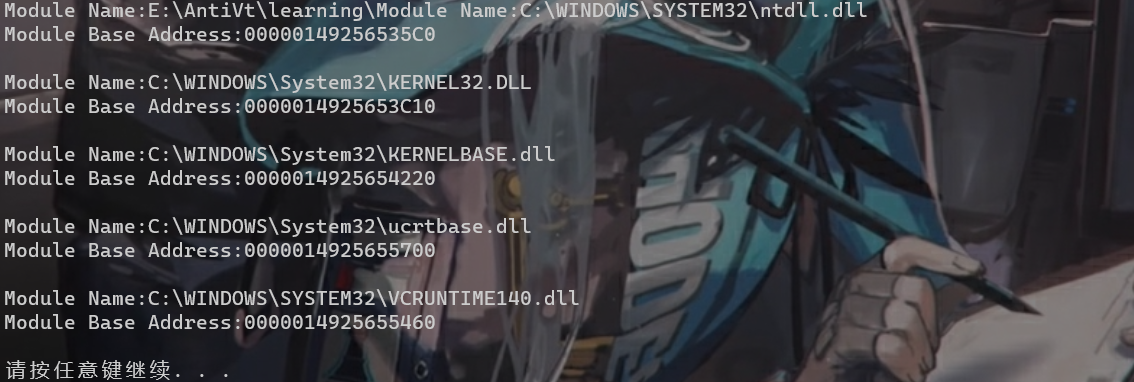 Module Name:E:\AntiVt\learning\Module Name:C:\WINDOWS\SYSTEM32\ntdll.dll
Module Base Address:00000149256535C0
Module Name:C:\WINDOWS\System32\KERNEL32.DLL
Module Base Address:0000014925653C10
Module Name:C:\WINDOWS\System32\KERNELBASE.dll
Module Base Address:0000014925654220
Module Name:C:\WINDOWS\System32\ucrtbase.dll
Module Base Address:0000014925655700
Module Name:C:\WINDOWS\SYSTEM32\VCRUNTIME140.dll
Module Base Address:0000014925655460
请按任意键继续. . .